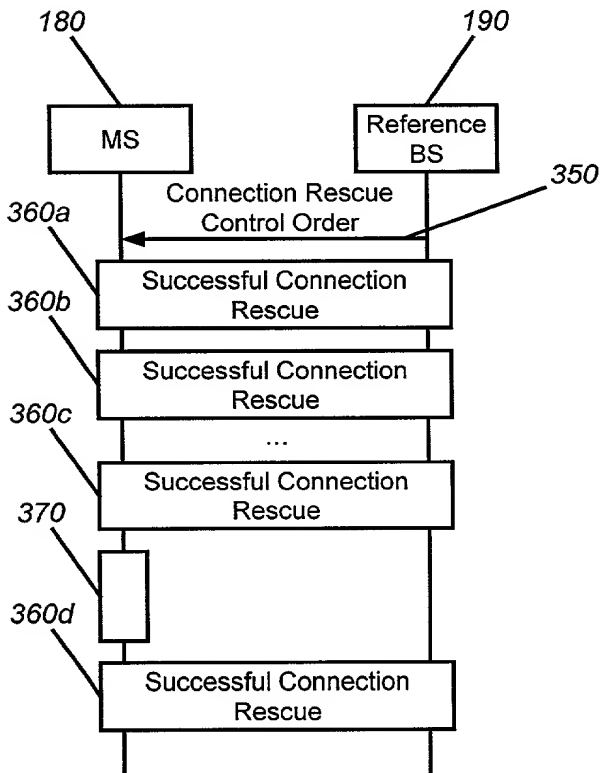 180
190
MS
Reference
BS
350
Connection Rescue
Control Order
360a
Successful Connection
Rescue
360b
Successful Connection
Rescue
...
360c
Successful Connection
Rescue
370
360d
Successful Connection
Rescue